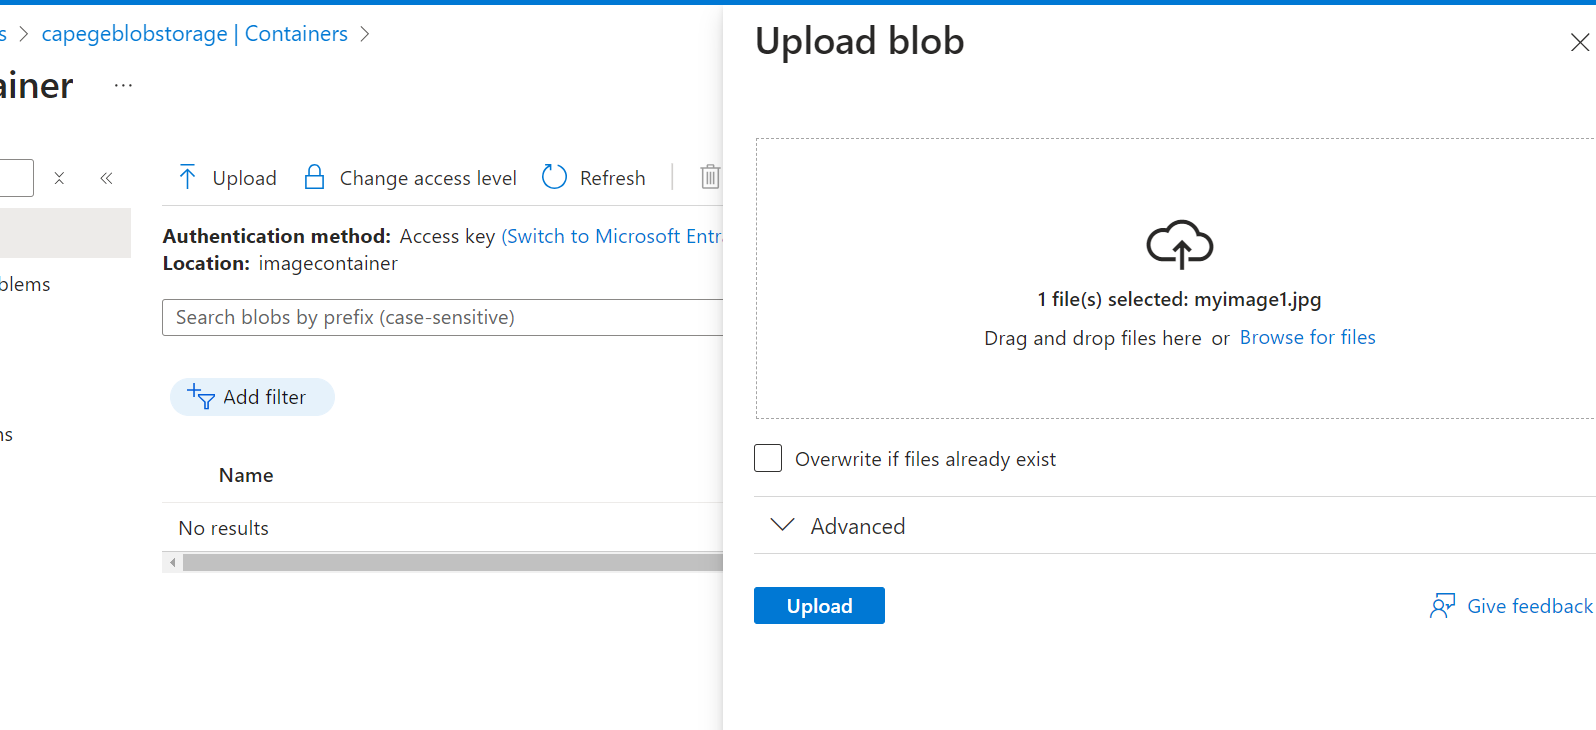 s > capegeblobstorage | Containers >
ainer ...
Upload Change access level Refresh
Authentication method: Access key (Switch to Microsoft Entr
Location: imagecontainer
blems
Search blobs by prefix (case-sensitive)
Add filter
ns
Name
No results
Upload blob
1 file(s) selected: myimage1.jpg
Drag and drop files here or Browse for files
Overwrite if files already exist
Advanced
Upload
Give feedback